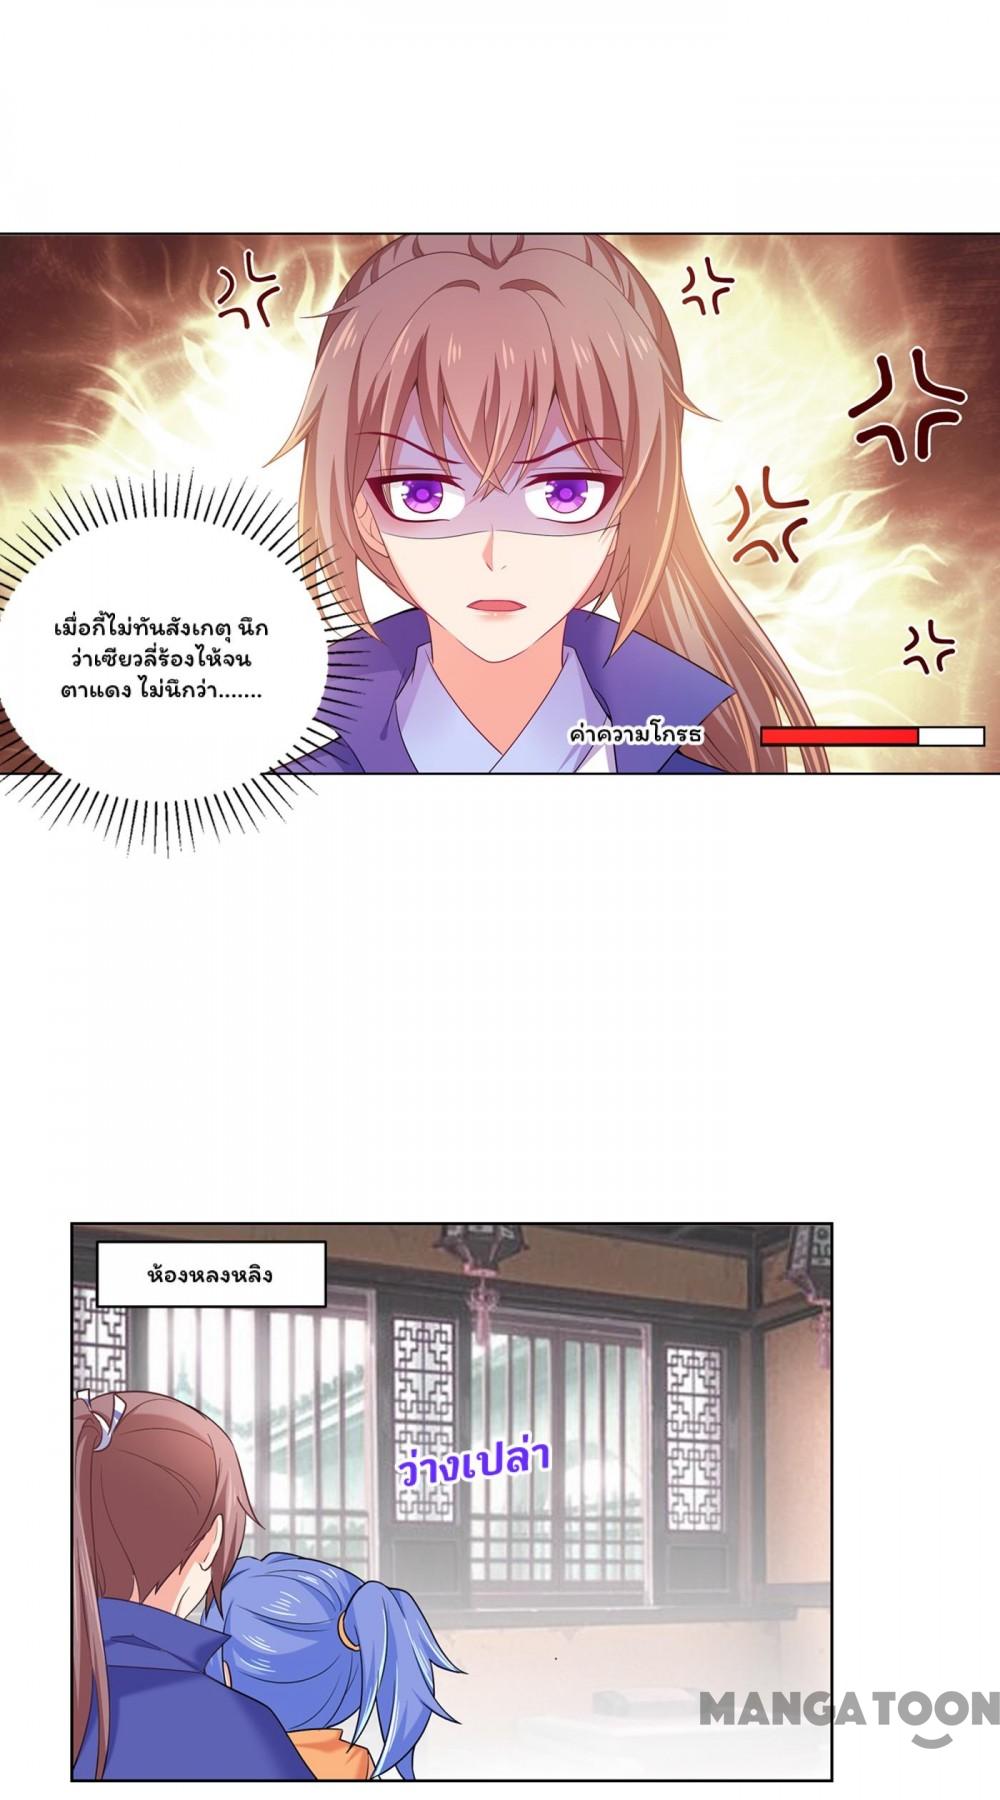 เมื่อกี้ไม่ทันสังเกตุ นึก
ว่าเซียวลี่ร้องไห้จน
ตาแดง ไม่นึกว่า.......
ค่าความโกรธ
ห้องหลงหลิง
ว่างเปล่า
MANGATOON